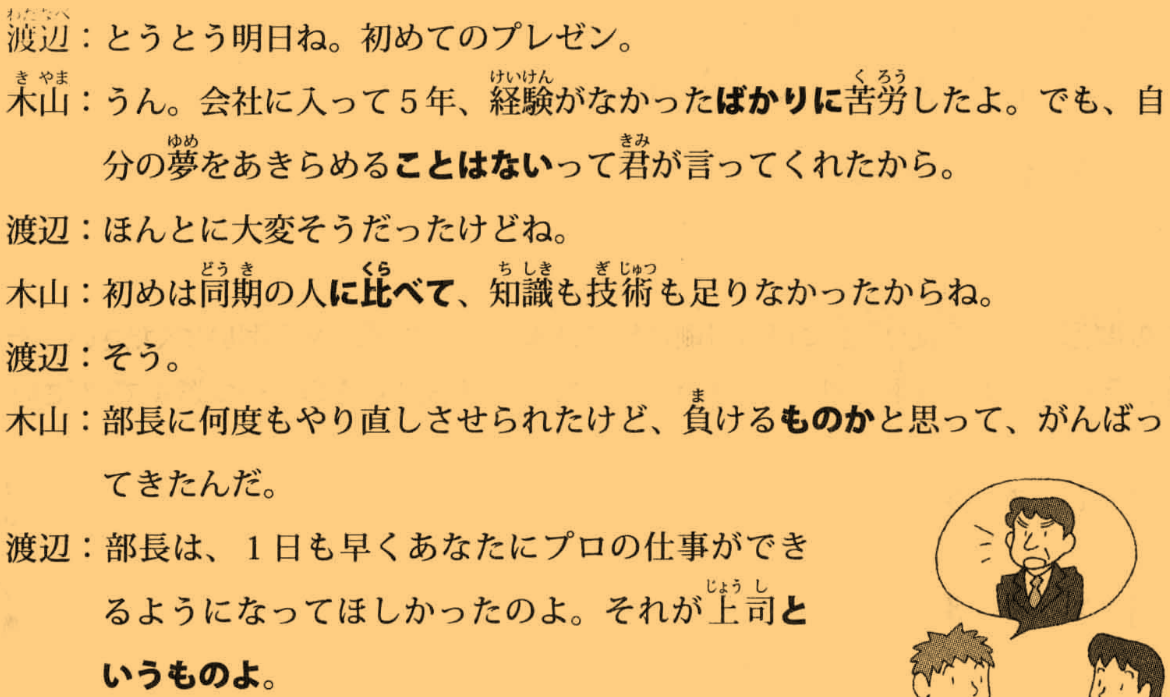 渡辺：とうとう明日ね。初めてのプレゼン。
木山：うん。会社に入って５年、経験がなかったばかりに苦労したよ。でも、自
分の夢をあきらめることはないって君が言ってくれたから。
渡辺：ほんとに大変そうだったけどね。
木山：初めは同期の人に比べて、知識も技術も足りなかったからね。
渡辺：そう。
木山：部長に何度もやり直しさせられたけど、負けるものかと思って、がんばっ
てきたんだ。
渡辺：部長は、１日も早くあなたにプロの仕事ができ
るようになってほしかったのよ。それが上司と
いうものよ。